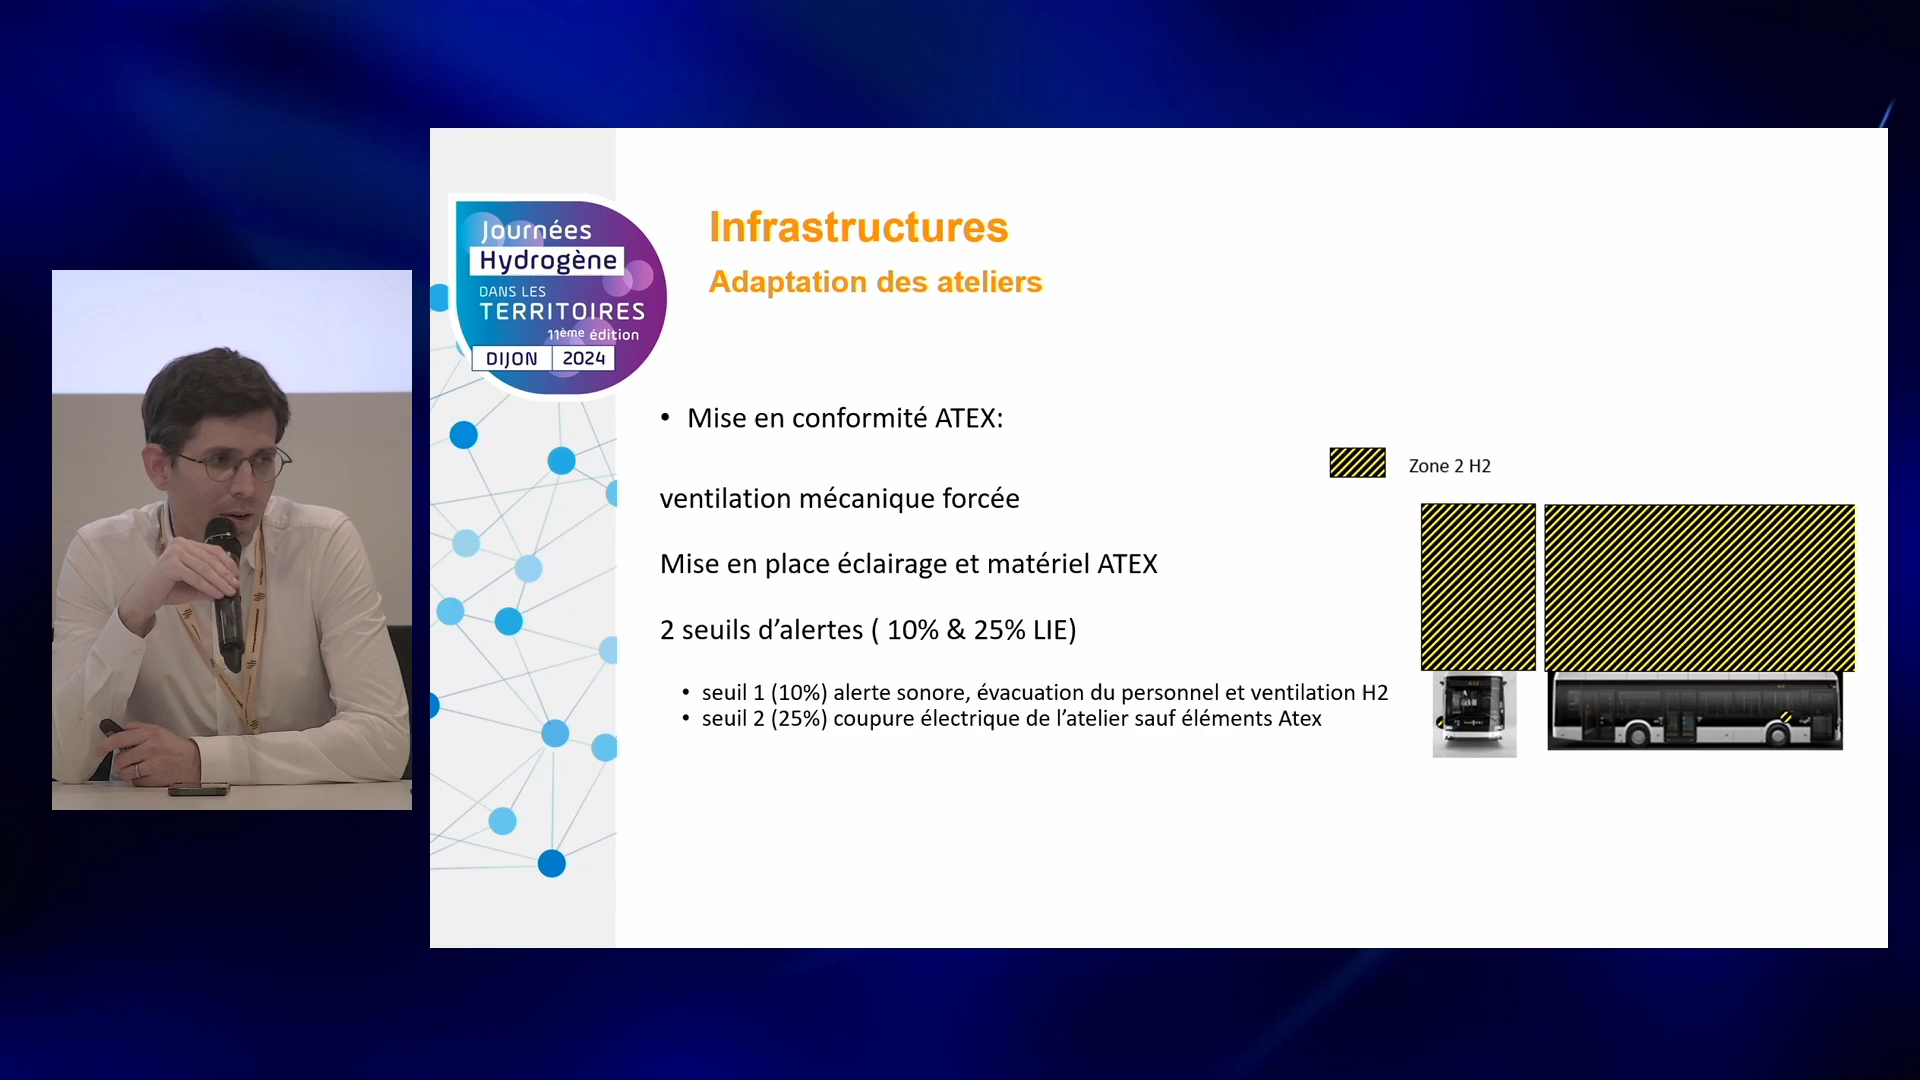 Journées
Hydrogène
DANS LES
TERRITOIRES
11ème édition
DIJON 2024
Infrastructures
Adaptation des ateliers
• Mise en conformité ATEX:
ventilation mécanique forcée
Mise en place éclairage et matériel ATEX
2 seuils d’alertes ( 10% & 25% LIE)
• seuil 1 (10%) alerte sonore, évacuation du personnel et ventilation H2
• seuil 2 (25%) coupure électrique de l’atelier sauf éléments Atex
Zone 2 H2